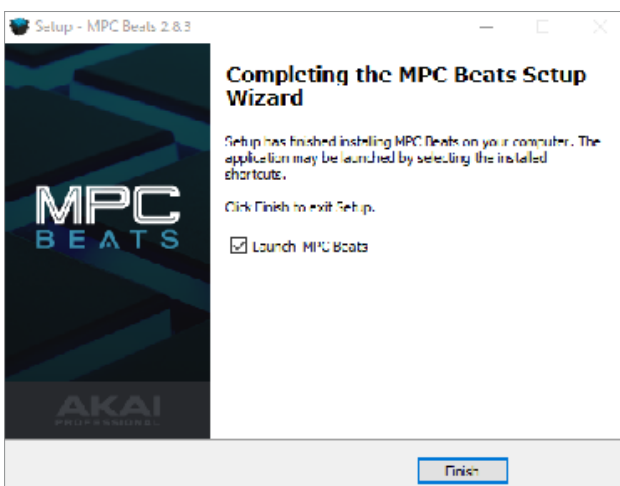 Setup - MPC Beats 2.8.3
Completing the MPC Beats Setup
Wizard
Setup has finished installing MPC Beats on your computer. The
application may be launched by selecting the installed
shortcuts.
Click Finish to exit Setup.
MPC
BEATS
Launch MPC Beats
AKAI
PROFESSIONAL
Finish